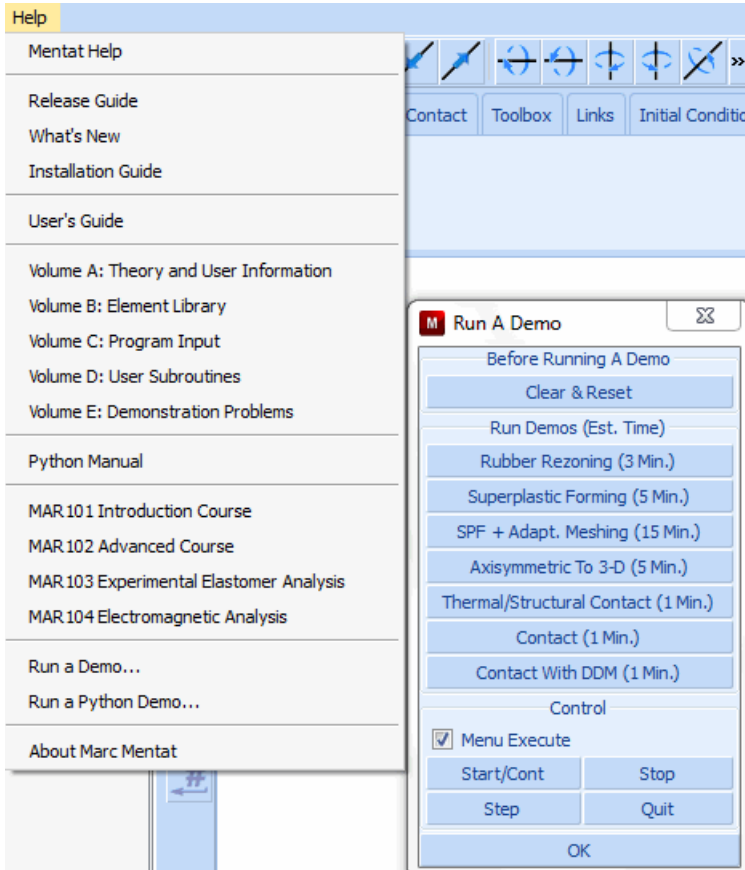 Help
Mentat Help
Release Guide
What's New
Installation Guide
User's Guide
Volume A: Theory and User Information
Volume B: Element Library
Volume C: Program Input
Volume D: User Subroutines
Volume E: Demonstration Problems
Python Manual
MAR101 Introduction Course
MAR102 Advanced Course
MAR103 Experimental Elastomer Analysis
MAR104 Electromagnetic Analysis
Run a Demo...
Run a Python Demo...
About Marc Mentat
»
Contact Toolbox Links Initial Conditio
M Run A Demo
Before Running A Demo
Clear & Reset
Run Demos (Est. Time)
Rubber Rezoning (3 Min.)
Superplastic Forming (5 Min.)
SPF + Adapt. Meshing (15 Min.)
Axisymmetric To 3-D (5 Min.)
Thermal/Structural Contact (1 Min.)
Contact (1 Min.)
Contact With DDM (1 Min.)
Control
Menu Execute
Start/Cont Stop
Step Quit
OK
#